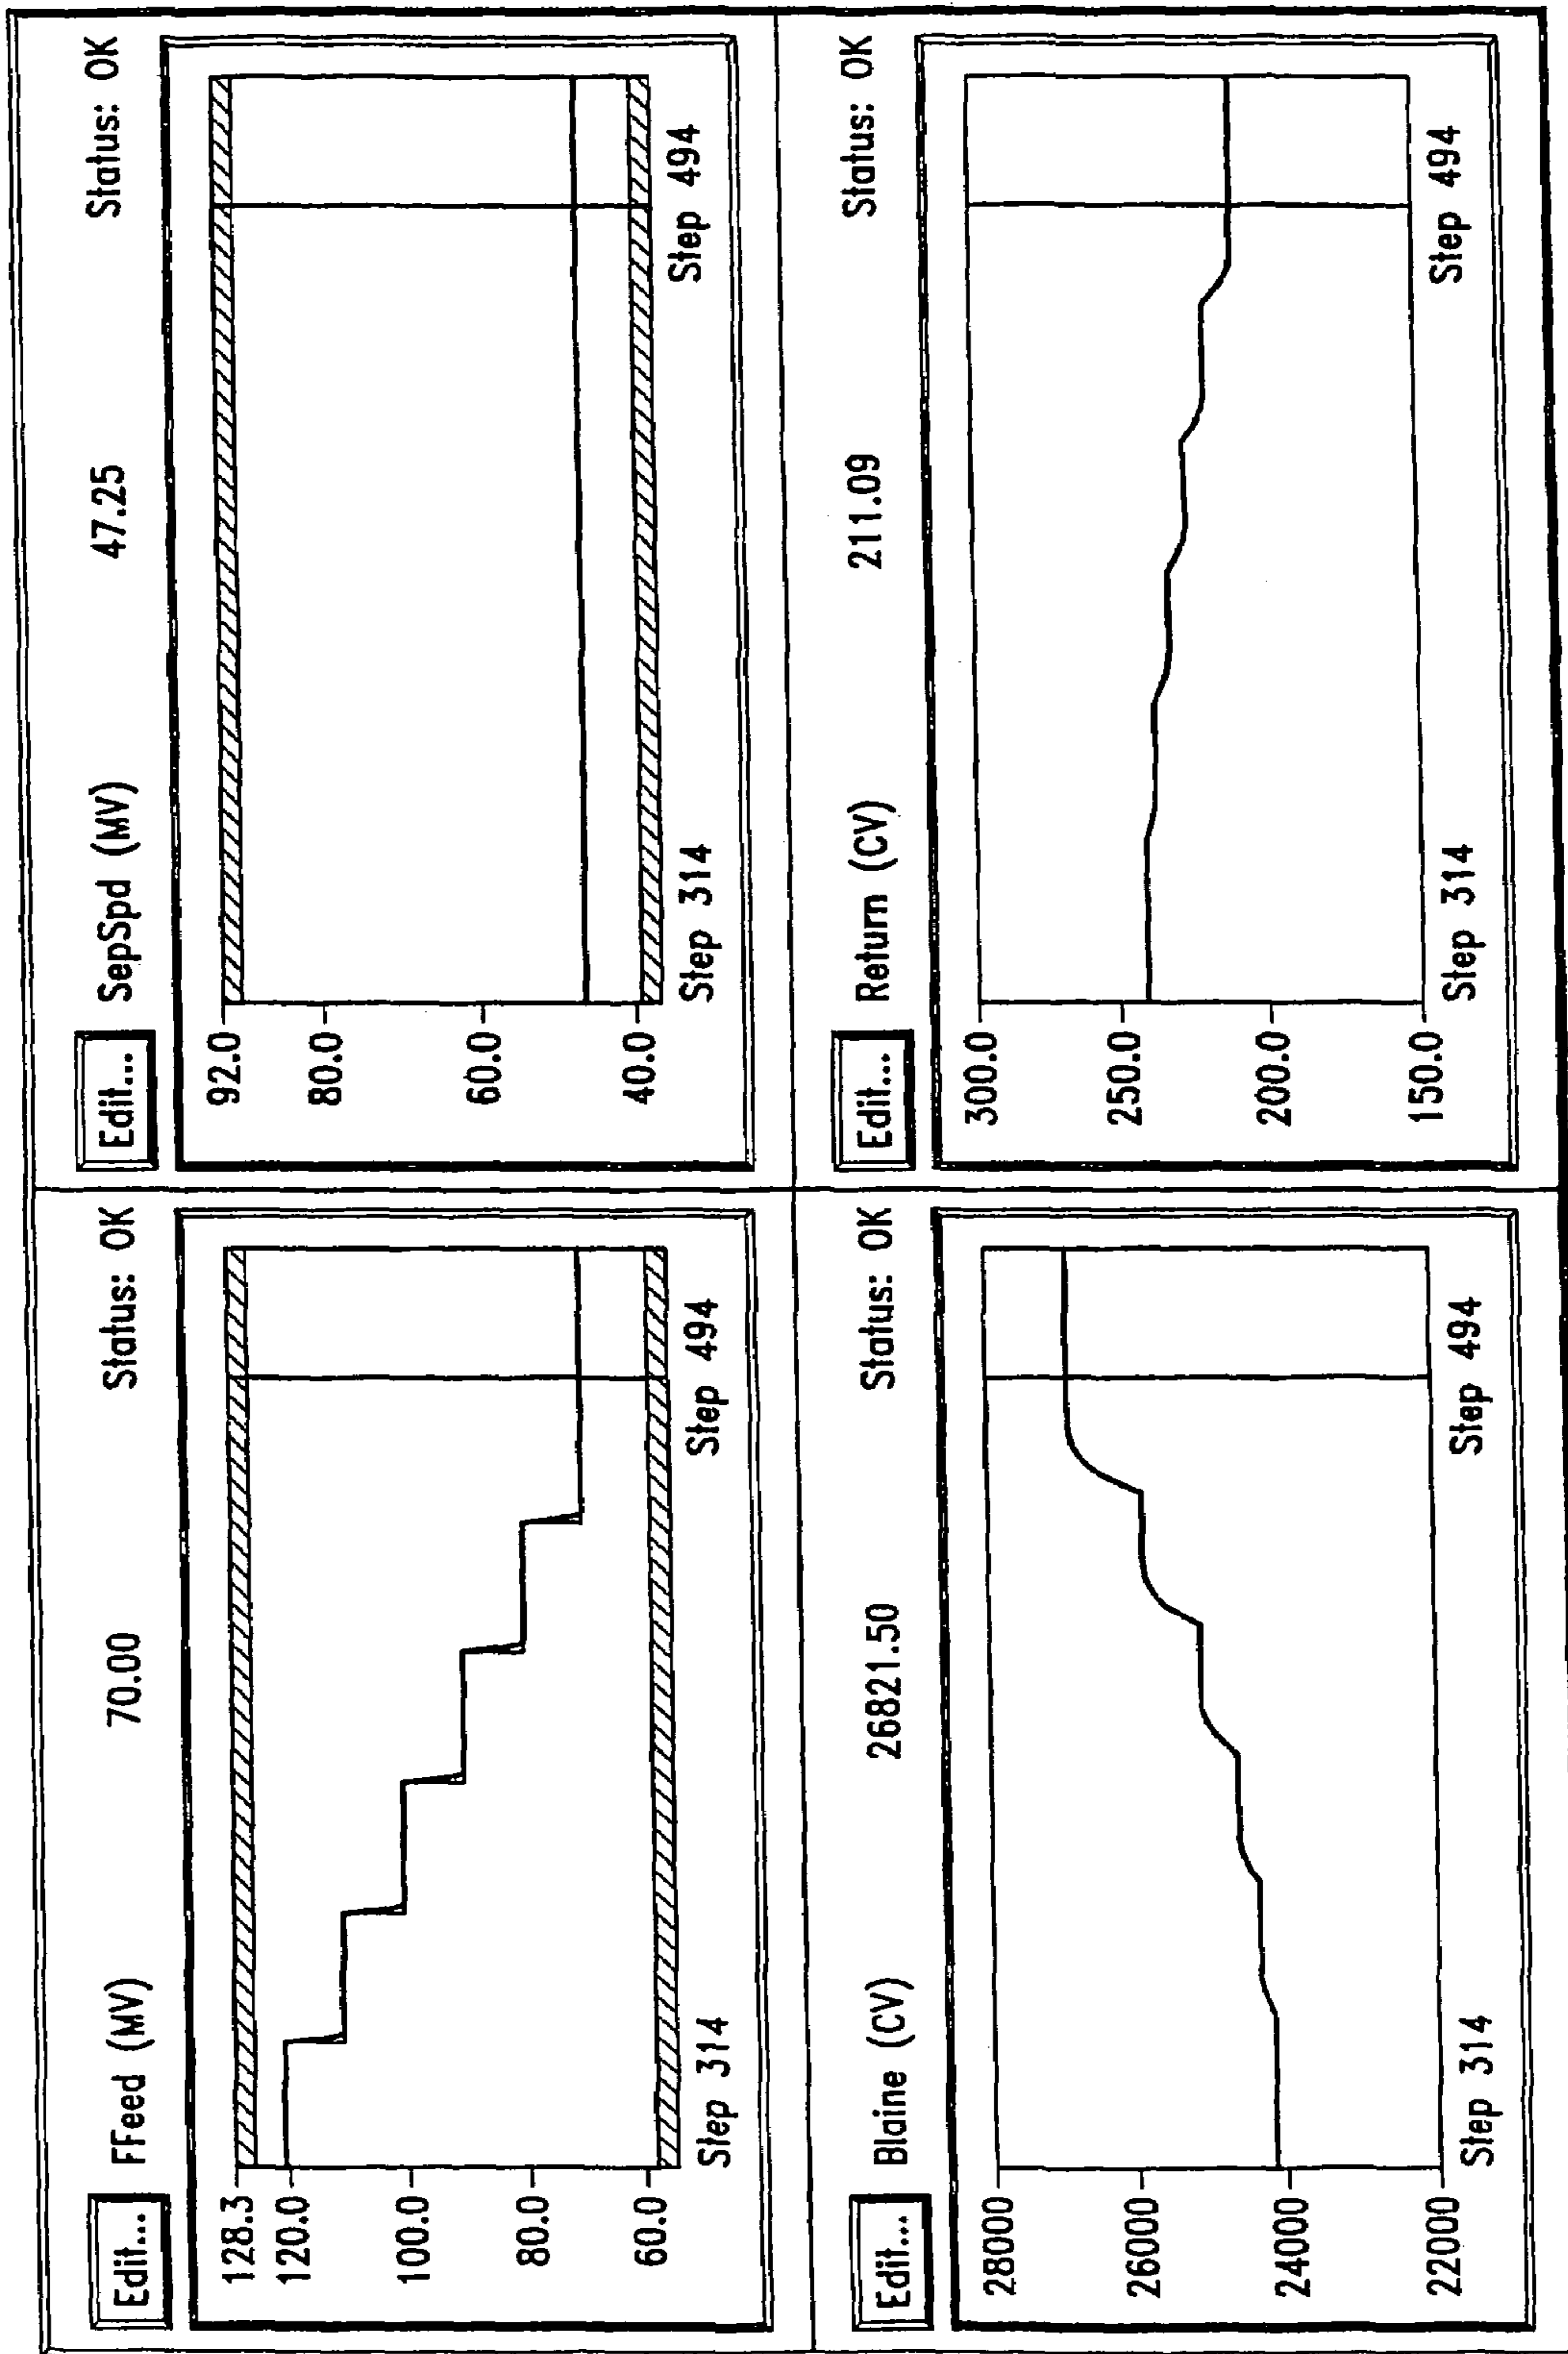 Edit... FFeed (MV) 70.00 Status: OK
128.3
120.0
100.0
80.0
60.0
Step 314 Step 494
Edit... SepSpd (MV) 47.25 Status: OK
92.0
80.0
60.0
40.0
Step 314 Step 494
Edit... Blaine (CV) 26821.50 Status: OK
28000
26000
24000
22000
Step 314 Step 494
Edit... Return (CV) 211.09 Status: OK
300.0
250.0
200.0
150.0
Step 314 Step 494